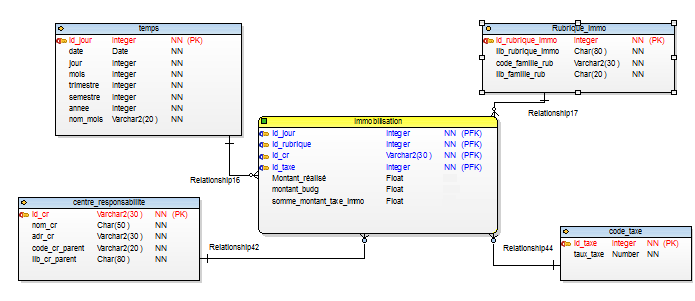 temps
id_jour Integer NN (PK)
date Date NN
jour Integer NN
mois Integer NN
trimestre Integer NN
semestre Integer NN
annee Integer NN
nom_mois Varchar2(20) NN
Rubrique_immo
id_rubrique_immo Integer NN (PK)
lib_rubrique_immo Char(80) NN
code_famille_rub Varchar2(30) NN
lib_famille_rub Char(20) NN
Relationship17
Immobilisation
id_jour Integer NN (PFK)
id_rubrique Integer NN (PFK)
id_cr Varchar2(30) NN (PFK)
id_taxe Integer NN (PFK)
Montant_réalisé Float
montant_budg Float
somme_montant_taxe_immo Float
Relationship16
centre_responsabilite
id_cr Varchar2(30) NN (PK)
nom_cr Char(50) NN
adr_cr Varchar2(30) NN
code_cr_parent Varchar2(20) NN
lib_cr_parent Char(80) NN
Relationship42
Relationship44
code_taxe
id_taxe Integer NN (PK)
taux_taxe Number NN